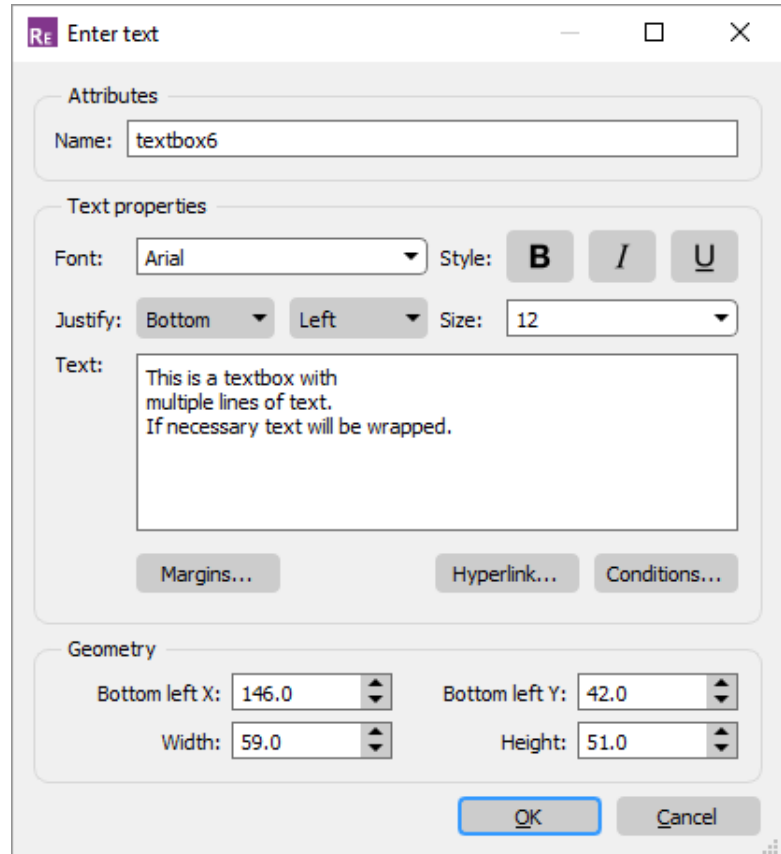 RE Enter text
Attributes
Name: textbox6
Text properties
Font: Arial Style: B I U
Justify: Bottom Left Size: 12
Text: This is a textbox with
multiple lines of text.
If necessary text will be wrapped.
Margins... Hyperlink... Conditions...
Geometry
Bottom left X: 146.0 Bottom left Y: 42.0
Width: 59.0 Height: 51.0
OK Cancel